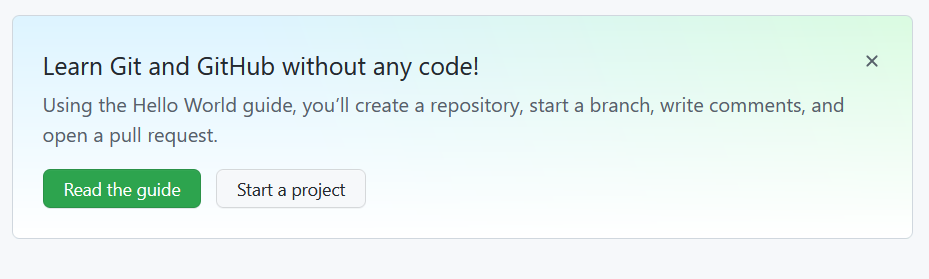 Learn Git and GitHub without any code!
Using the Hello World guide, you’ll create a repository, start a branch, write comments, and
open a pull request.
Read the guide
Start a project